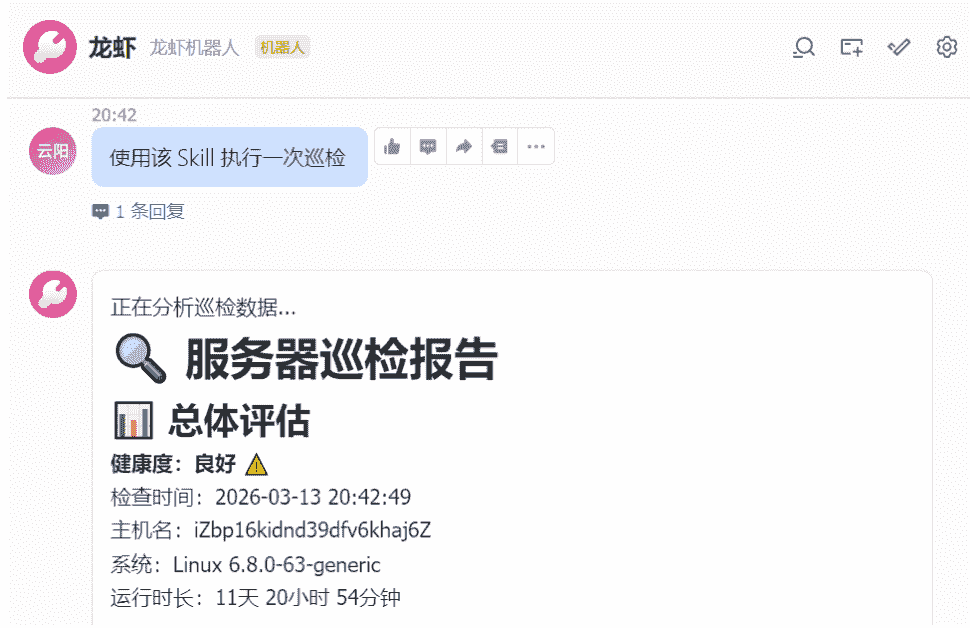 龙虾 龙虾机器人 机器人
20:42
云阳
使用该 Skill 执行一次巡检
1 条回复
正在分析巡检数据...
服务器巡检报告
总体评估
健康度：良好
检查时间：2026-03-13 20:42:49
主机名：iZbp16kidnd39dfv6khaj6Z
系统：Linux 6.8.0-63-generic
运行时长：11天 20小时 54分钟